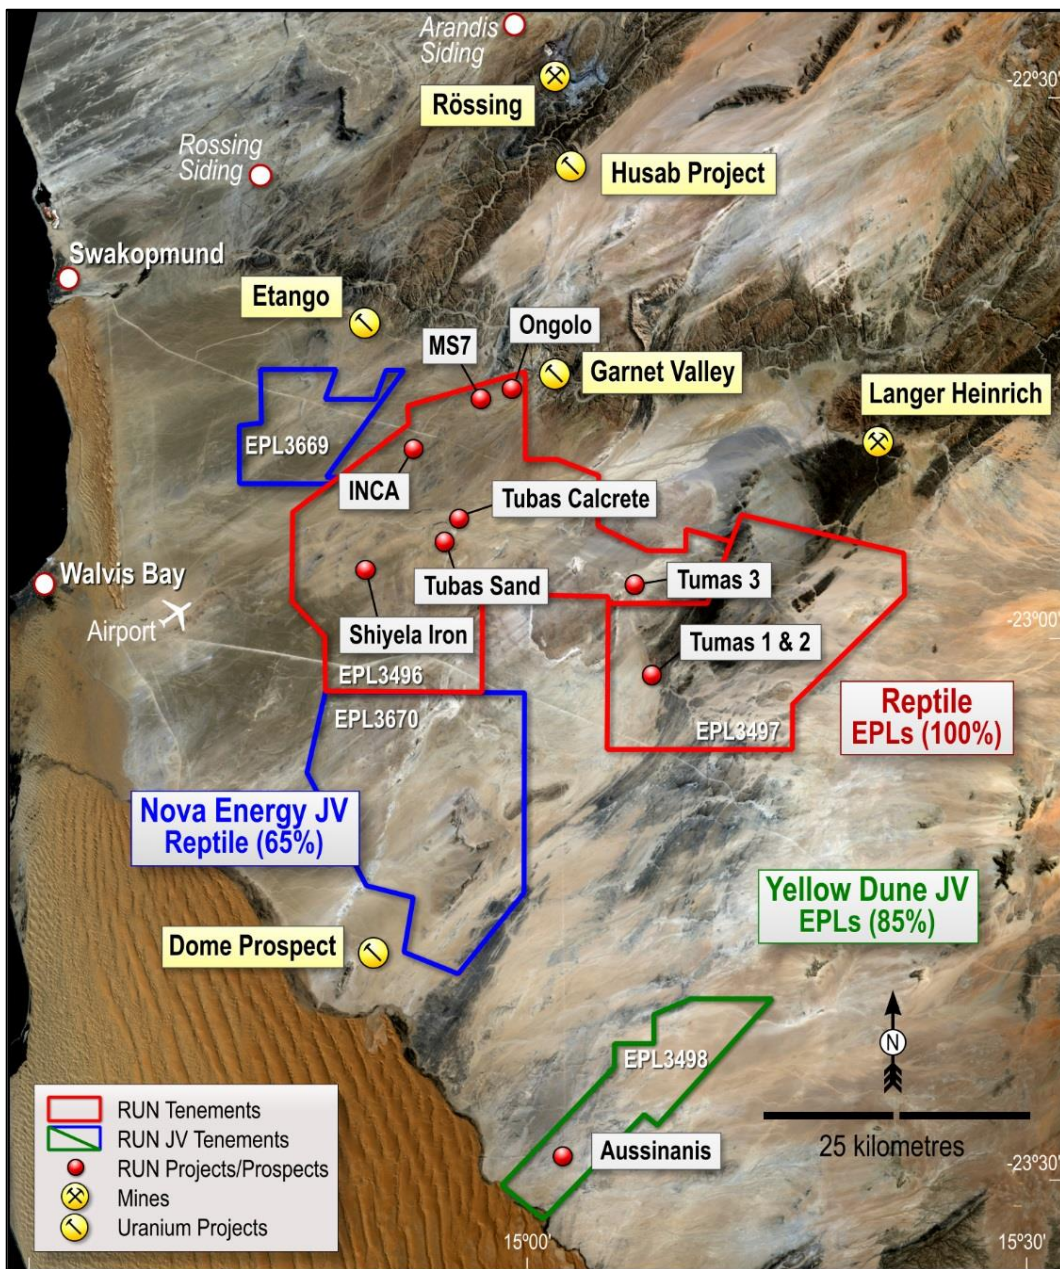 Arandis
Siding
-22°30'
Rössing
Rossing
Siding
Husab Project
Swakopmund
Etango
Ongolo
MS7
Garnet Valley
Langer Heinrich
EPL3669
INCA
Tubas Calcrete
Walvis Bay
Tubas Sand
Tumas 3
Airport
Shiyela Iron
-23°00'
Tumas 1 & 2
EPL3496
EPL3670
EPL3497
Reptile
EPLs (100%)
Nova Energy JV
Reptile (65%)
Yellow Dune JV
EPLs (85%)
Dome Prospect
N
EPL3498
RUN Tenements
RUN JV Tenements
RUN Projects/Prospects
Mines
Uranium Projects
Aussinanis
25 kilometres
-23°30'
15°00'
15°30'